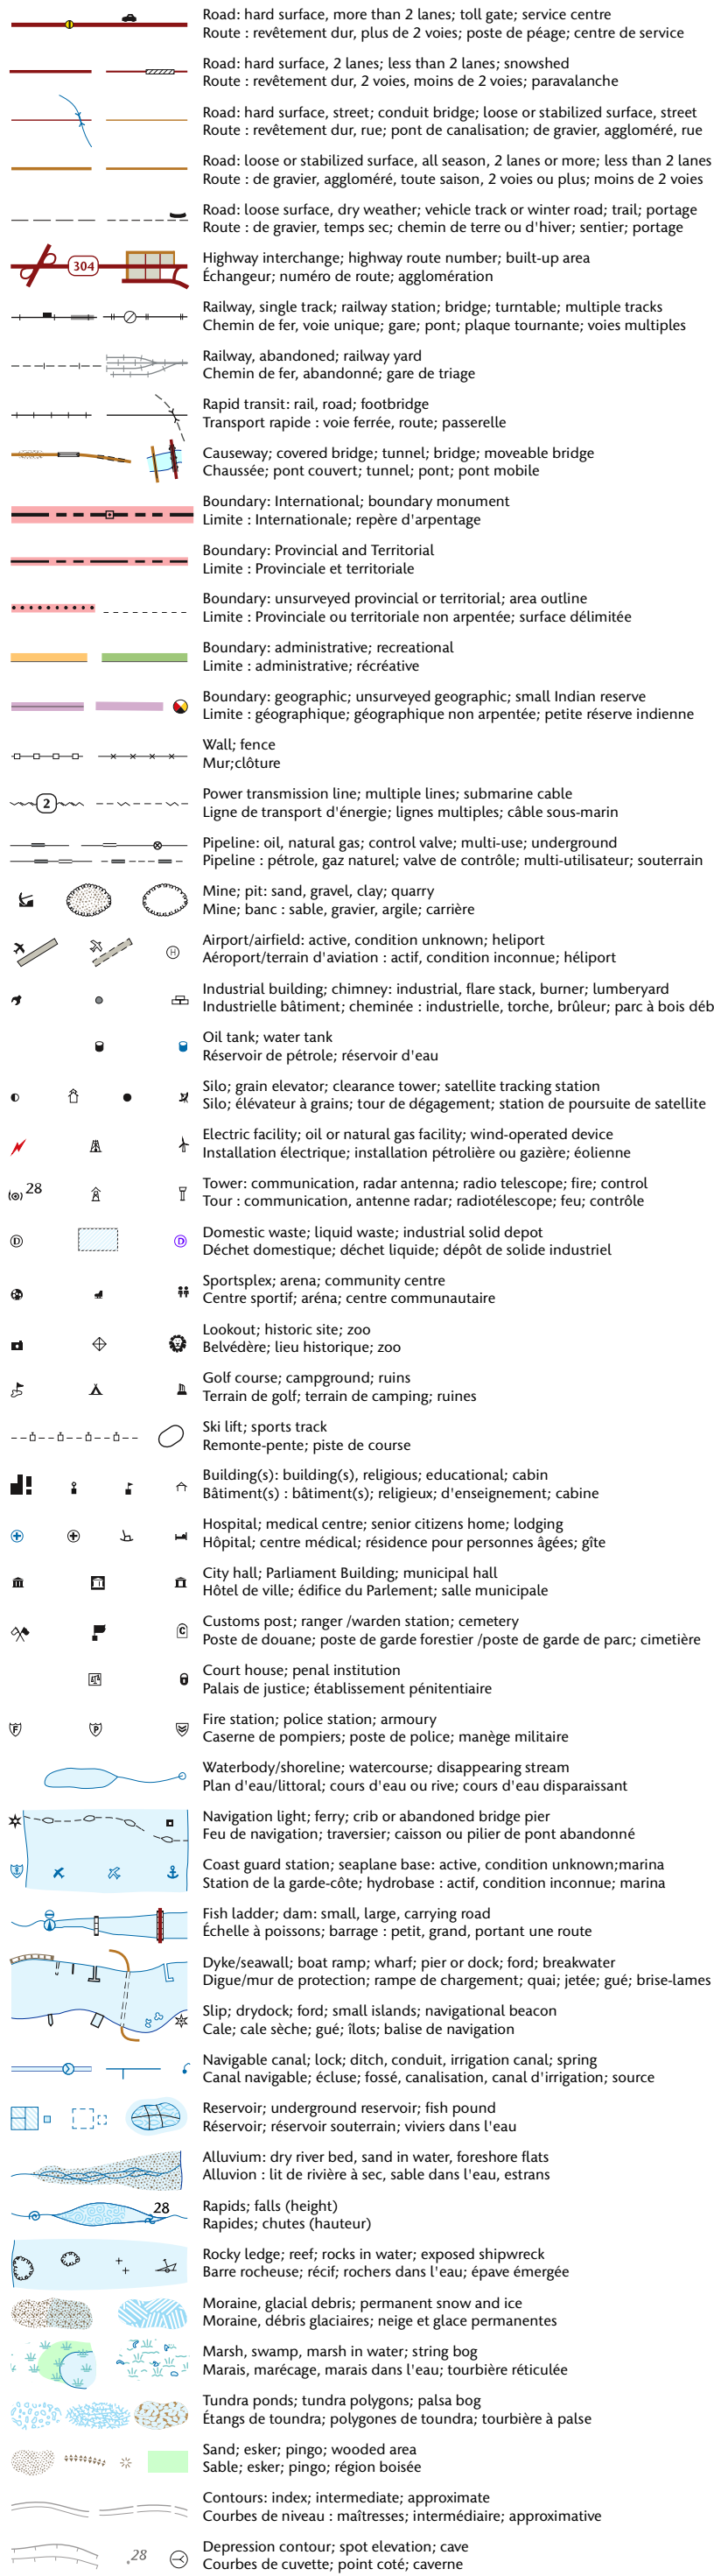 Road: hard surface, more than 2 lanes; toll gate; service centre
Route : revêtement dur, plus de 2 voies; poste de péage; centre de service
Road: hard surface, 2 lanes; less than 2 lanes; snowshed
Route : revêtement dur, 2 voies, moins de 2 voies; paravalanche
Road: hard surface, street; conduit bridge; loose or stabilized surface, street
Route : revêtement dur, rue; pont de canalisation; de gravier, aggloméré, rue
Road: loose or stabilized surface, all season, 2 lanes or more; less than 2 lanes
Route : de gravier, aggloméré, toute saison, 2 voies ou plus; moins de 2 voies
Road: loose surface, dry weather; vehicle track or winter road; trail; portage
Route : de gravier, temps sec; chemin de terre ou d'hiver; sentier; portage
304
Highway interchange; highway route number; built-up area
Échangeur; numéro de route; agglomération
Railway, single track; railway station; bridge; turntable; multiple tracks
Chemin de fer, voie unique; gare; pont; plaque tournante; voies multiples
Railway, abandoned; railway yard
Chemin de fer, abandonné; gare de triage
Rapid transit: rail, road; footbridge
Transport rapide : voie ferrée, route; passerelle
Causeway; covered bridge; tunnel; bridge; moveable bridge
Chaussée; pont couvert; tunnel; pont; pont mobile
Boundary: International; boundary monument
Limite : Internationale; repère d'arpentage
Boundary: Provincial and Territorial
Limite : Provinciale et territoriale
Boundary: unsurveyed provincial or territorial; area outline
Limite : Provinciale ou territoriale non arpentée; surface délimitée
Boundary: administrative; recreational
Limite : administrative; récréative
Boundary: geographic; unsurveyed geographic; small Indian reserve
Limite : géographique; géographique non arpentée; petite réserve indienne
Wall; fence
Mur;clôture
2
Power transmission line; multiple lines; submarine cable
Ligne de transport d'énergie; lignes multiples; câble sous-marin
Pipeline: oil, natural gas; control valve; multi-use; underground
Pipeline : pétrole, gaz naturel; valve de contrôle; multi-utilisateur; souterrain
Mine; pit: sand, gravel, clay; quarry
Mine; banc : sable, gravier, argile; carrière
H
Airport/airfield: active, condition unknown; heliport
Aéroport/terrain d'aviation : actif, condition inconnue; héliport
Industrial building; chimney: industrial, flare stack, burner; lumberyard
Industrielle bâtiment; cheminée : industrielle, torche, brûleur; parc à bois déb
Oil tank; water tank
Réservoir de pétrole; réservoir d'eau
Silo; grain elevator; clearance tower; satellite tracking station
Silo; élévateur à grains; tour de dégagement; station de poursuite de satellite
Electric facility; oil or natural gas facility; wind-operated device
Installation électrique; installation pétrolière ou gazière; éolienne
28
Tower: communication, radar antenna; radio telescope; fire; control
Tour : communication, antenne radar; radiotélescope; feu; contrôle
D D
Domestic waste; liquid waste; industrial solid depot
Déchet domestique; déchet liquide; dépôt de solide industriel
Sportsplex; arena; community centre
Centre sportif; aréna; centre communautaire
Lookout; historic site; zoo
Belvédère; lieu historique; zoo
Golf course; campground; ruins
Terrain de golf; terrain de camping; ruines
Ski lift; sports track
Remonte-pente; piste de course
Building(s): building(s), religious; educational; cabin
Bâtiment(s) : bâtiment(s); religieux; d'enseignement; cabine
Hospital; medical centre; senior citizens home; lodging
Hôpital; centre médical; résidence pour personnes âgées; gîte
City hall; Parliament Building; municipal hall
Hôtel de ville; édifice du Parlement; salle municipale
C
Customs post; ranger /warden station; cemetery
Poste de douane; poste de garde forestier /poste de garde de parc; cimetière
Court house; penal institution
Palais de justice; établissement pénitentiaire
F P
Fire station; police station; armoury
Caserne de pompiers; poste de police; manège militaire
Waterbody/shoreline; watercourse; disappearing stream
Plan d'eau/littoral; cours d'eau ou rive; cours d'eau disparaissant
Navigation light; ferry; crib or abandoned bridge pier
Feu de navigation; traversier; caisson ou pilier de pont abandonné
Coast guard station; seaplane base: active, condition unknown;marina
Station de la garde-côte; hydrobase : actif, condition inconnue; marina
Fish ladder; dam: small, large, carrying road
Échelle à poissons; barrage : petit, grand, portant une route
Dyke/seawall; boat ramp; wharf; pier or dock; ford; breakwater
Digue/mur de protection; rampe de chargement; quai; jetée; gué; brise-lames
Slip; drydock; ford; small islands; navigational beacon
Cale; cale sèche; gué; îlots; balise de navigation
Navigable canal; lock; ditch, conduit, irrigation canal; spring
Canal navigable; écluse; fossé, canalisation, canal d'irrigation; source
Reservoir; underground reservoir; fish pound
Réservoir; réservoir souterrain; viviers dans l'eau
Alluvium: dry river bed, sand in water, foreshore flats
Alluvion : lit de rivière à sec, sable dans l'eau, estrans
28
Rapids; falls (height)
Rapides; chutes (hauteur)
Rocky ledge; reef; rocks in water; exposed shipwreck
Barre rocheuse; récif; rochers dans l'eau; épave émergée
Moraine, glacial debris; permanent snow and ice
Moraine, débris glaciaires; neige et glace permanentes
Marsh, swamp, marsh in water; string bog
Marais, marécage, marais dans l'eau; tourbière réticulée
Tundra ponds; tundra polygons; palsa bog
Étangs de toundra; polygones de toundra; tourbière à palse
Sand; esker; pingo; wooded area
Sable; esker; pingo; région boisée
Contours: index; intermediate; approximate
Courbes de niveau : maîtresses; intermédiaire; approximative
.28
Depression contour; spot elevation; cave
Courbes de cuvette; point coté; caverne